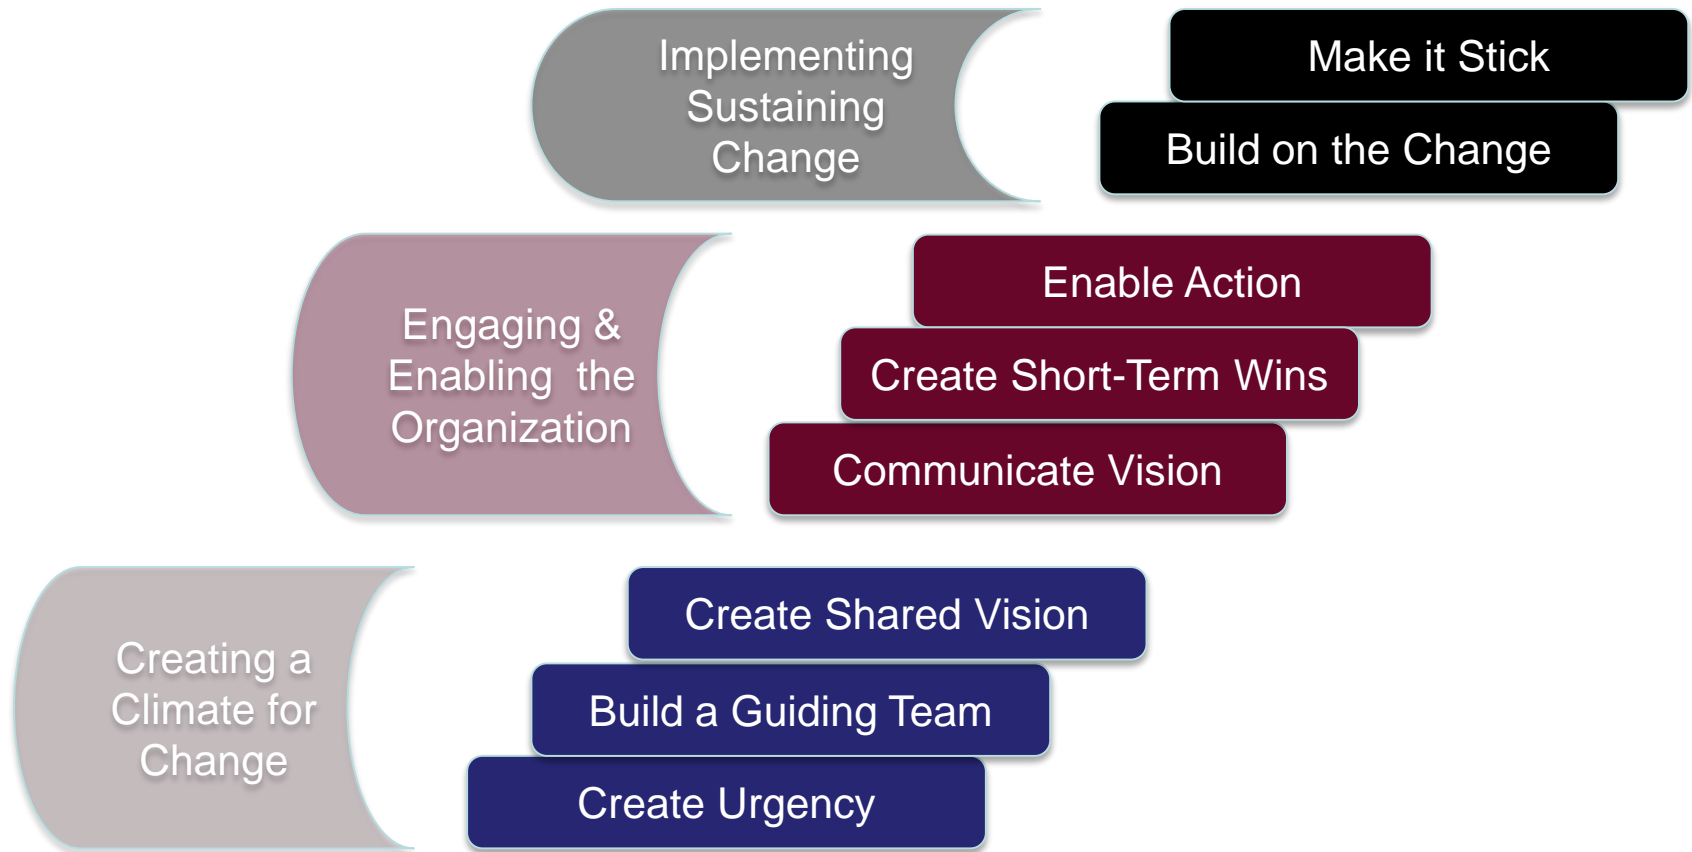 Implementing
Sustaining
Change
Make it Stick
Build on the Change
Engaging &
Enabling the
Organization
Enable Action
Create Short-Term Wins
Communicate Vision
Creating a
Climate for
Change
Create Shared Vision
Build a Guiding Team
Create Urgency